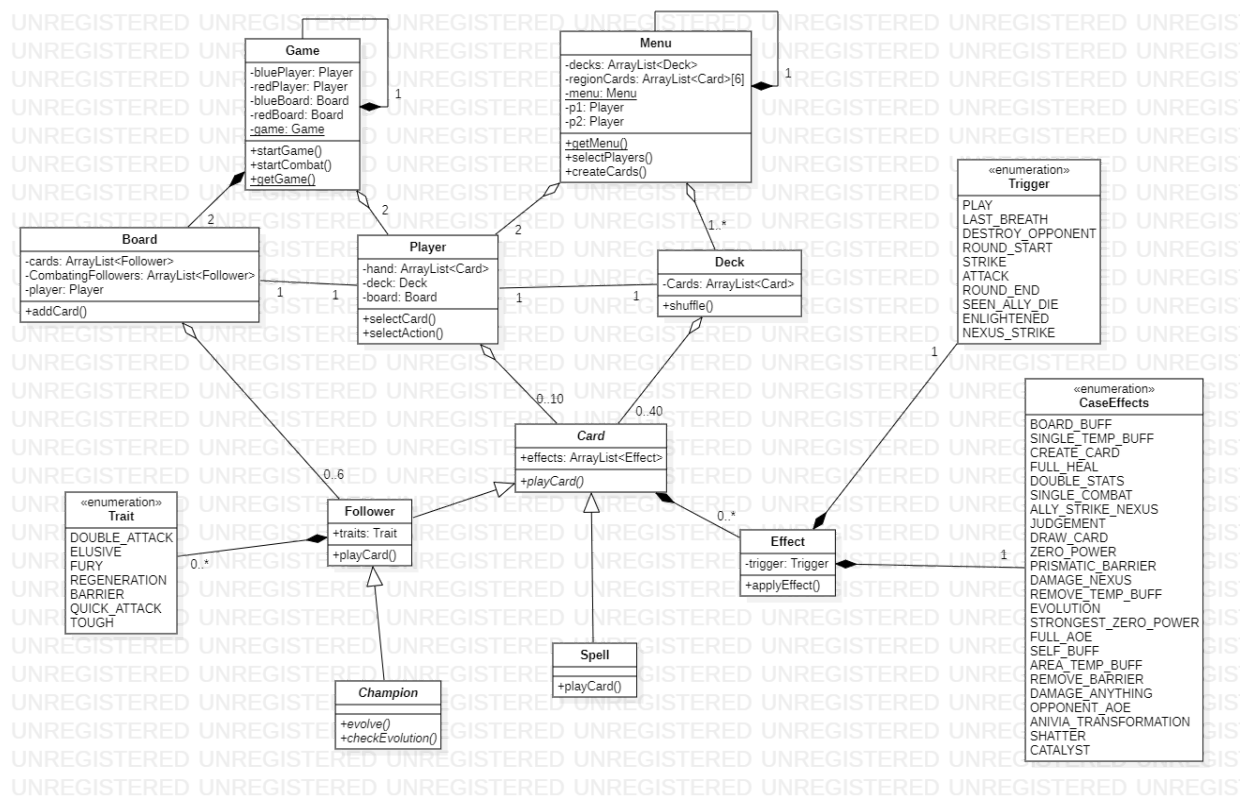 UNREGISTERED
Game
-bluePlayer: Player
-redPlayer: Player
-blueBoard: Board
-redBoard: Board
-game: Game
+startGame()
+startCombat()
+getGame()
1
2
2
Menu
-decks: ArrayList<Deck>
-regionCards: ArrayList<Card>[6]
-menu: Menu
-p1: Player
-p2: Player
+getMenu()
+selectPlayers()
+createCards()
1
2
1..*
«enumeration»
Trigger
PLAY
LAST_BREATH
DESTROY_OPPONENT
ROUND_START
STRIKE
ATTACK
ROUND_END
SEEN_ALLY_DIE
ENLIGHTENED
NEXUS_STRIKE
1
Board
-cards: ArrayList<Follower>
-CombatingFollowers: ArrayList<Follower>
-player: Player
+addCard()
1
1
Player
-hand: ArrayList<Card>
-deck: Deck
-board: Board
+selectCard()
+selectAction()
1
1
Deck
-Cards: ArrayList<Card>
+shuffle()
0..10
0..40
0..6
Card
+effects: ArrayList<Effect>
+playCard()
0..*
«enumeration»
CaseEffects
BOARD_BUFF
SINGLE_TEMP_BUFF
CREATE_CARD
FULL_HEAL
DOUBLE_STATS
SINGLE_COMBAT
ALLY_STRIKE_NEXUS
JUDGEMENT
DRAW_CARD
ZERO_POWER
PRISMATIC_BARRIER
DAMAGE_NEXUS
REMOVE_TEMP_BUFF
EVOLUTION
STRONGEST_ZERO_POWER
FULL_AOE
SELF_BUFF
AREA_TEMP_BUFF
REMOVE_BARRIER
DAMAGE_ANYTHING
OPPONENT_AOE
ANIVIA_TRANSFORMATION
SHATTER
CATALYST
«enumeration»
Trait
DOUBLE_ATTACK
ELUSIVE
FURY
REGENERATION
BARRIER
QUICK_ATTACK
TOUGH
0..*
Follower
+traits: Trait
+playCard()
Effect
-trigger: Trigger
+applyEffect()
1
Spell
+playCard()
Champion
+evolve()
+checkEvolution()